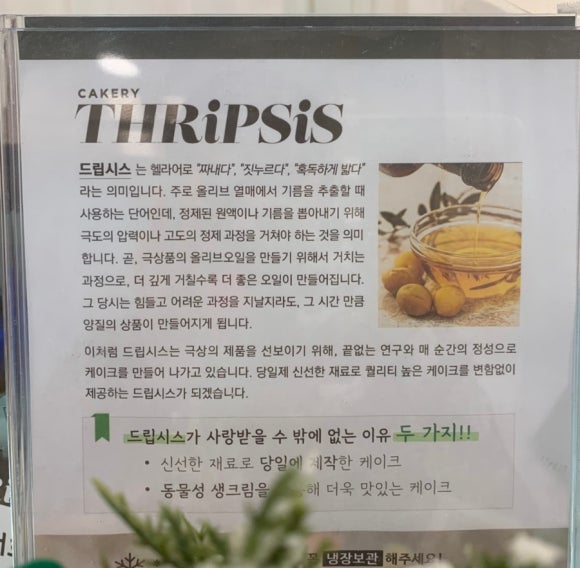 CAKERY
THRiPSiS
드립시스 는 헬라어로 "짜내다", "짓누르다", "혹독하게 밟다"
라는 의미입니다. 주로 올리브 열매에서 기름을 추출할 때
사용하는 단어인데, 정제된 원액이나 기름을 뽑아내기 위해
극도의 압력이나 고도의 정제 과정을 거쳐야 하는 것을 의미
합니다. 곧, 극상품의 올리브오일을 만들기 위해서 거치는
과정으로, 더 깊게 거칠수록 더 좋은 오일이 만들어집니다.
그 당시는 힘들고 어려운 과정을 지날지라도, 그 시간 만큼
양질의 상품이 만들어지게 됩니다.
이처럼 드립시스는 극상의 제품을 선보이기 위해, 끝없는 연구와 매 순간의 정성으로
케이크를 만들어 나가고 있습니다. 당일제 신선한 재료로 퀄리티 높은 케이크를 변함없이
제공하는 드립시스가 되겠습니다.
드립시스가 사랑받을 수 밖에 없는 이유 두 가지!!
• 신선한 재료로 당일에 제작한 케이크
• 동물성 생크림을 해 더욱 맛있는 케이크
꼭 냉장보관 해주세요!